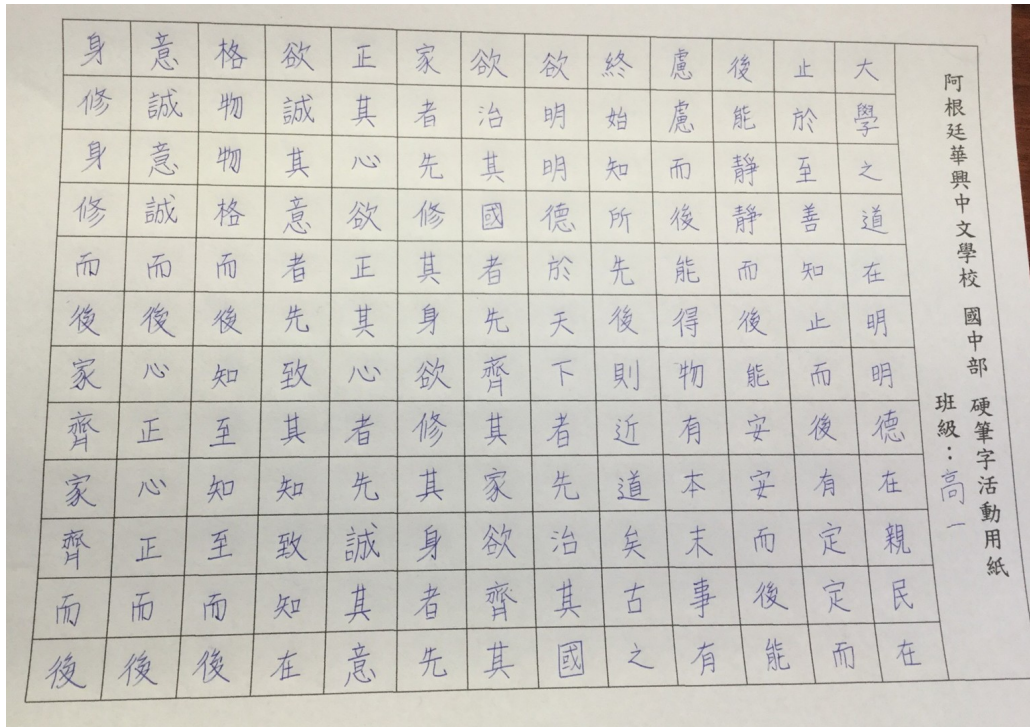 阿根廷華興中文學校 國中部 硬筆字活動用紙
班級：高一
大學之道在明明德在親民在
止於至善知止而後有定定而
後能靜靜而後能安安而後能
慮慮而後能得物有本末事有
終始知所先後則近道矣古之
欲明明德於天下者先治其國
欲治其國者先齊其家欲齊其
家者先修其身欲修其身者先
正其心欲正其心者先誠其意
欲誠其意者先致其知致知在
格物物格而後知至知至而後
意誠意誠而後心正心正而後
身修身修而後家齊家齊而後